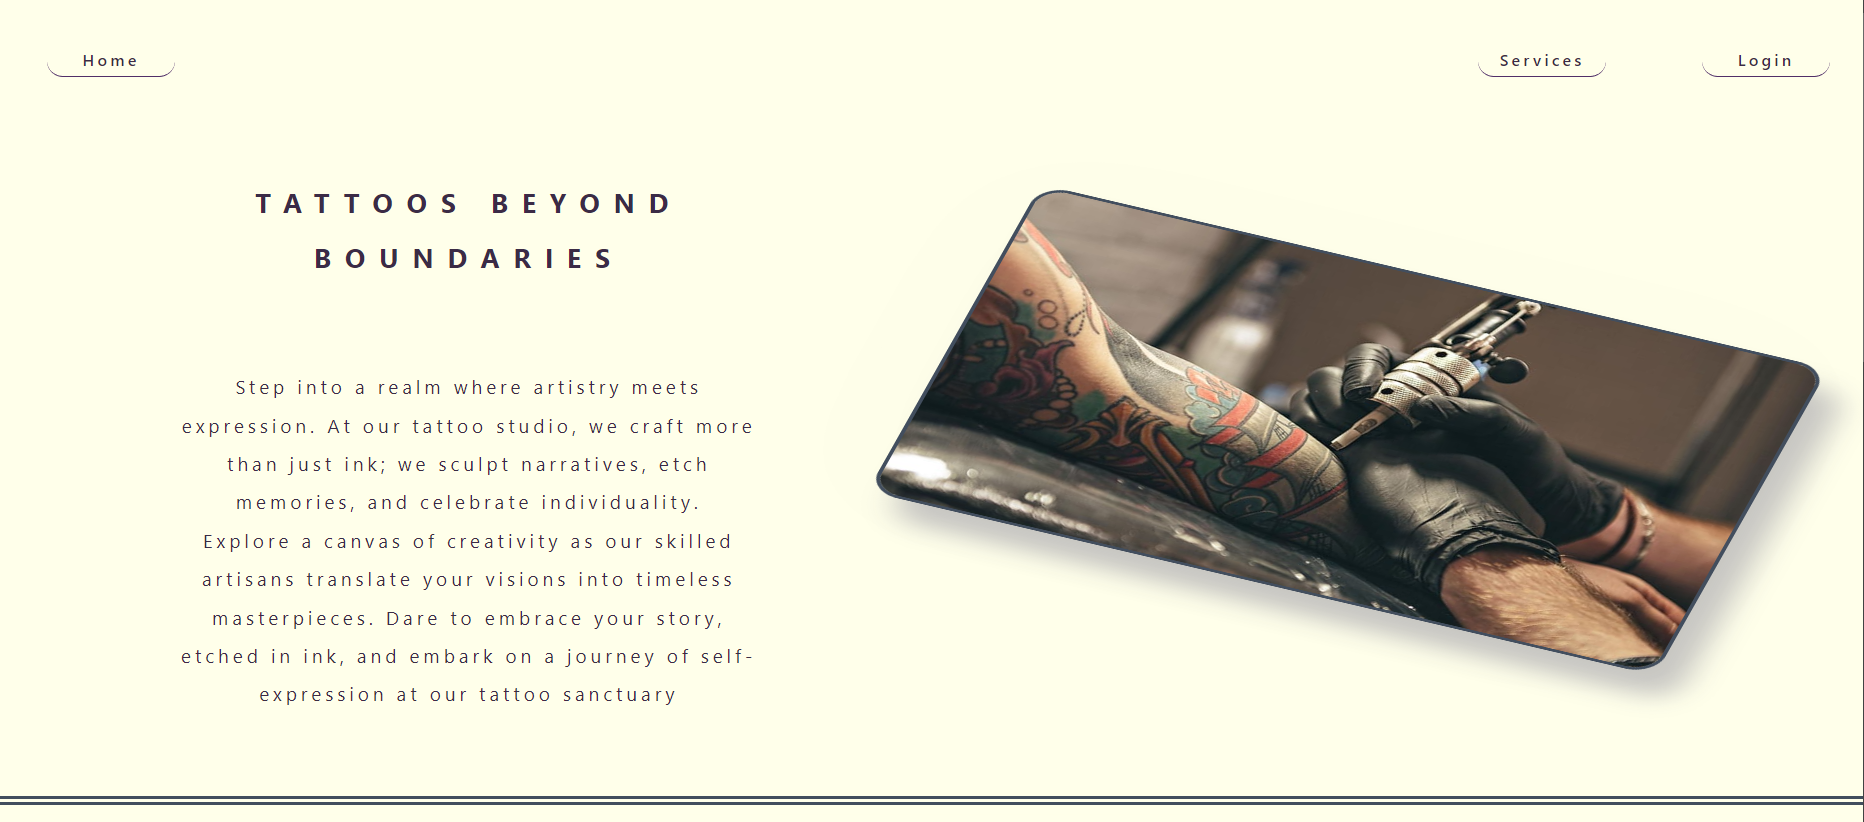 Home
Services
Login
TATTOOS BEYOND
BOUNDARIES
Step into a realm where artistry meets
expression. At our tattoo studio, we craft more
than just ink; we sculpt narratives, etch
memories, and celebrate individuality.
Explore a canvas of creativity as our skilled
artisans translate your visions into timeless
masterpieces. Dare to embrace your story,
etched in ink, and embark on a journey of self-
expression at our tattoo sanctuary